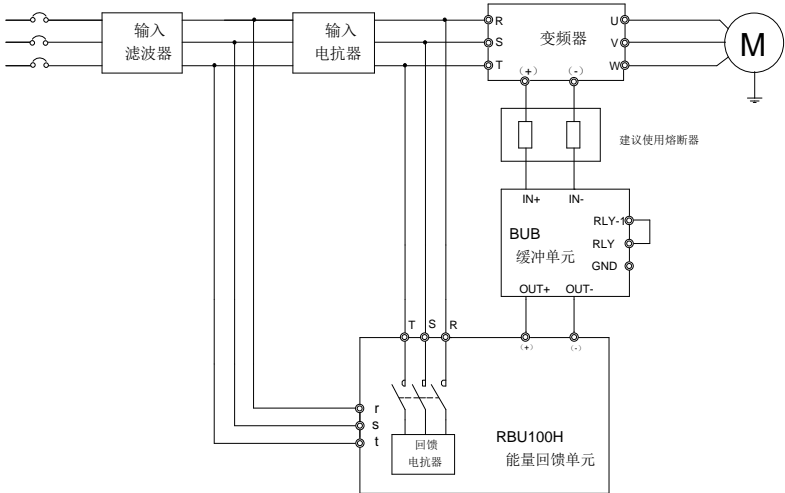 输入
滤波器
输入
电抗器
R
S
T
变频器
(+)
(-)
U
V
W
M
建议使用熔断器
IN+
IN-
BUB
缓冲单元
RLY-1
RLY
GND
OUT+
OUT-
T
S
R
(+)
(-)
r
s
t
回馈
电抗器
RBU100H
能量回馈单元